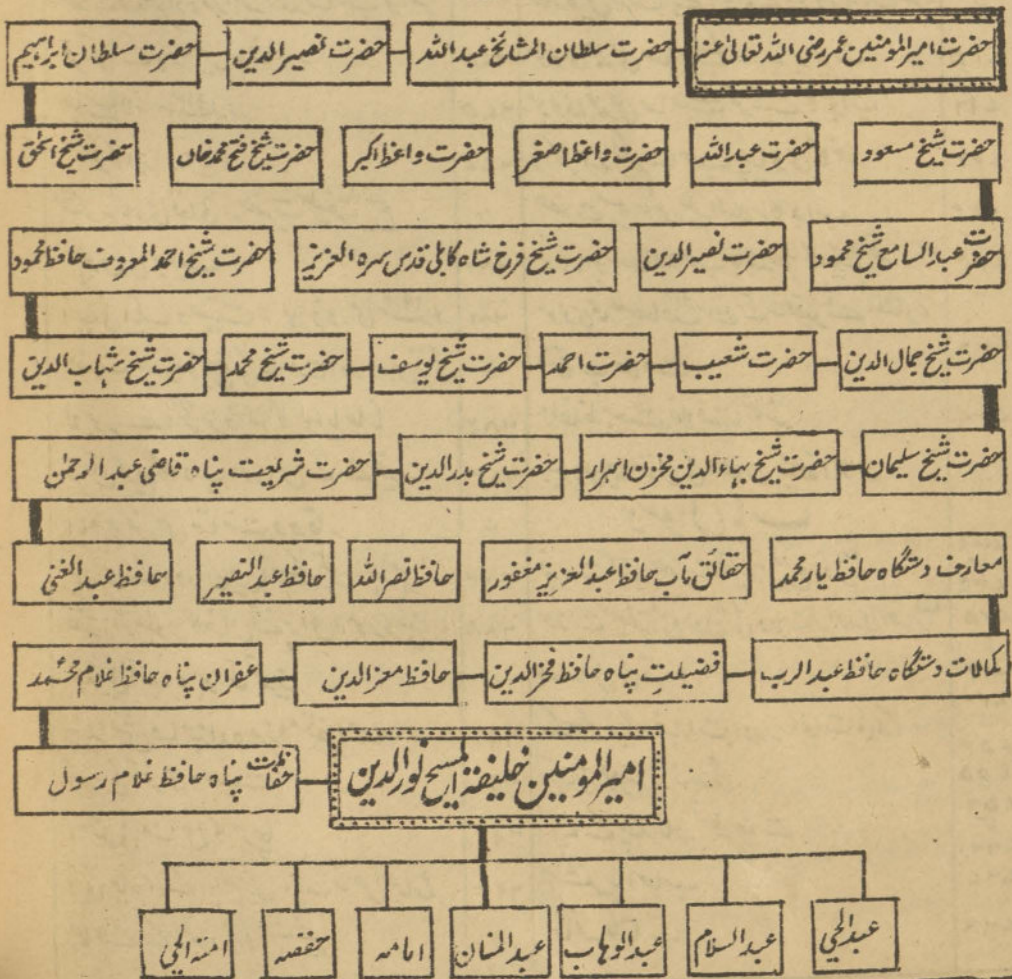 حضرت امیر المومنین عمر رضی اللہ تعالیٰ عنہ
حضرت سلطان المشائخ عبد اللہ
حضرت نصیر الدین
حضرت سلطان ابراہیم
حضرت شیخ اسحٰق
حضرت شیخ فتح محمد خاں
حضرت واعظ اکبر
حضرت واعظ اصغر
حضرت عبد اللہ
حضرت شیخ مسعود
حضرت عبد السامع شیخ محمود
حضرت نصیر الدین
حضرت شیخ فرخ شاہ کابلی قدس سرہ العزیز
حضرت شیخ احمد المعروف حافظ محمود
حضرت شیخ شہاب الدین
حضرت شیخ محمد
حضرت شیخ یوسف
حضرت احمد
حضرت شعیب
حضرت شیخ جمال الدین
حضرت شیخ سلیمان
حضرت شیخ بہاء الدین مخزن اسرار
حضرت شیخ بدر الدین
حضرت شریعت پناہ قاضی عبد الرحمٰن
حافظ عبد الغنی
حافظ عبد النصیر
حافظ نصر اللہ
حقائق مآب حافظ عبد العزیز مغفور
معارف دستگاہ حافظ یار محمد
بکمالات دستگاہ حافظ عبد الرب
فضیلت پناہ حافظ فخر الدین
حافظ معز الدین
غفران پناہ حافظ غلام محمد
حفاظت پناہ حافظ غلام رسول
امیر المومنین خلیفۃ المسیح نور الدین
عبد الحی
عبد السلام
عبد الوہاب
عبد المنان
امامہ
حفصہ
امۃ الحی